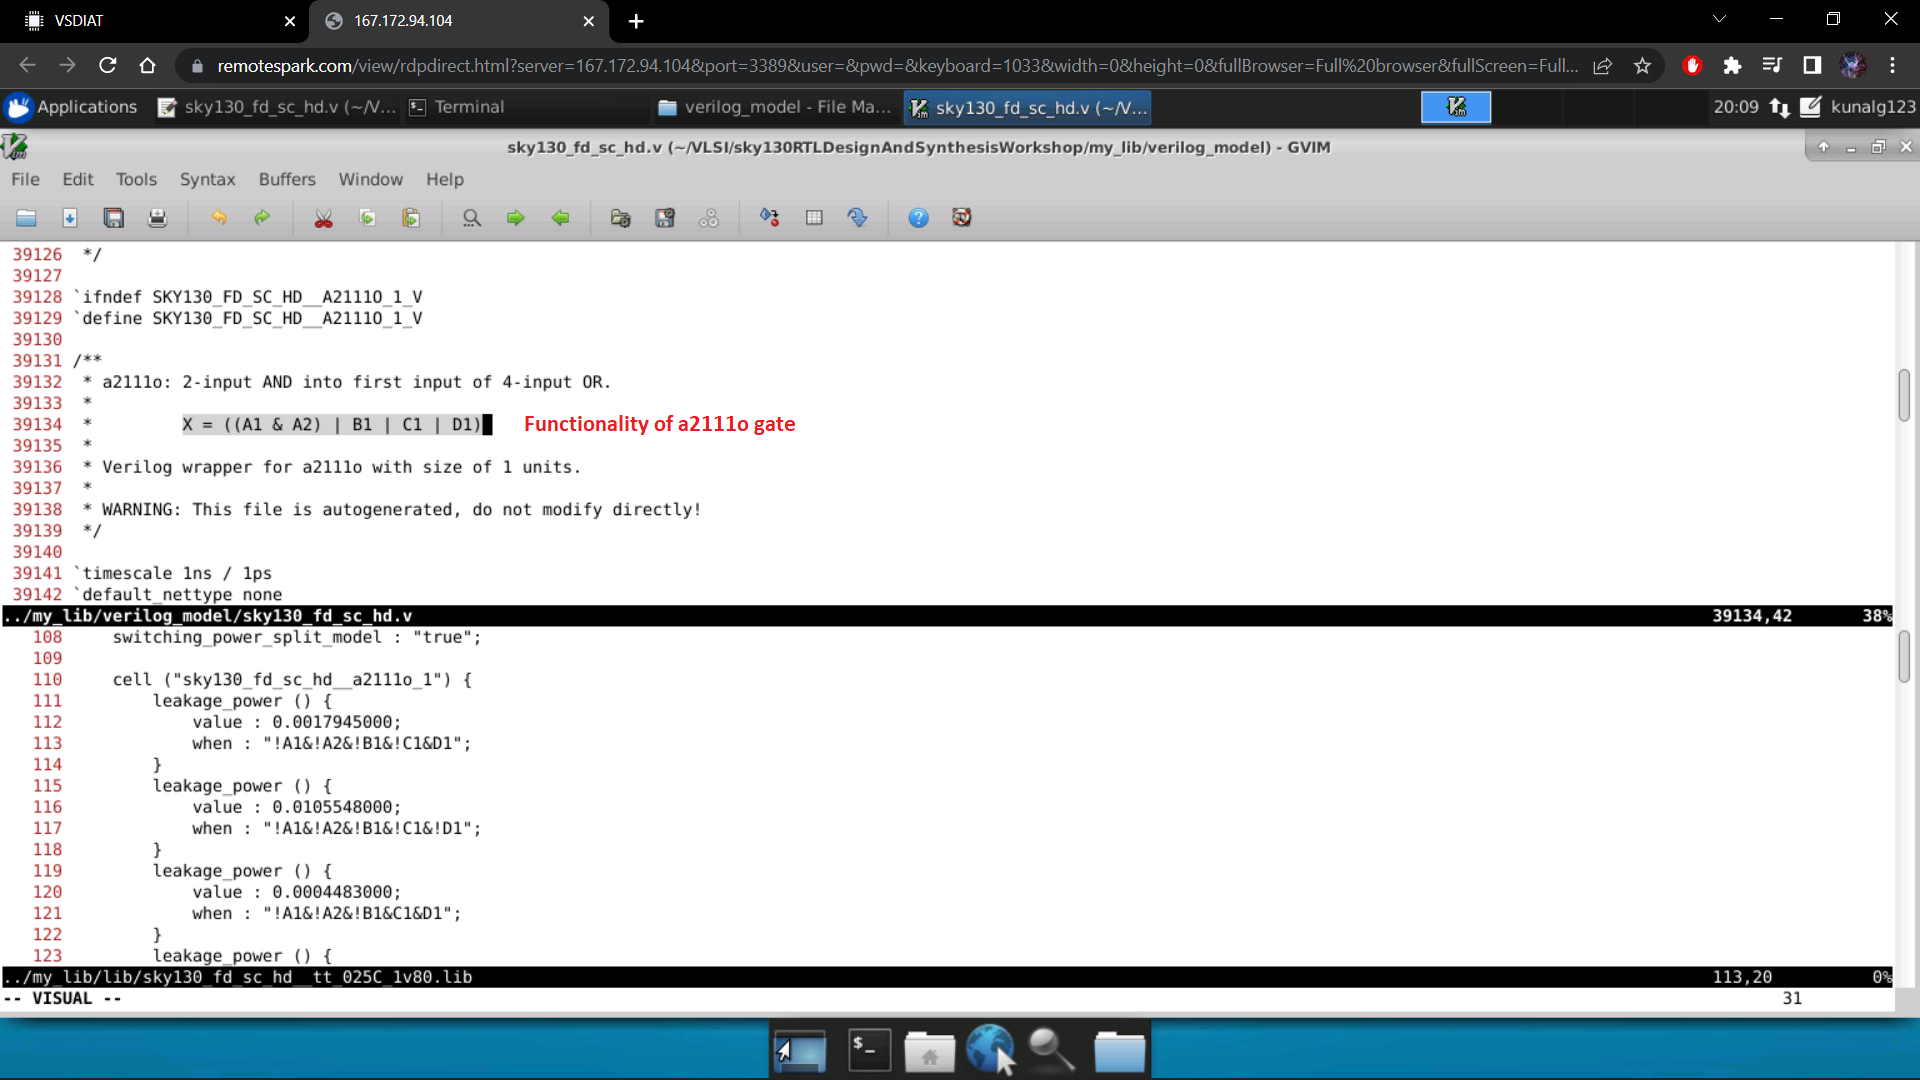 VSDIAT
167.172.94.104
remotespark.com/view/rdpdirect.html?server=167.172.94.104&port=3389&user=&pwd=&keyboard=1033&width=0&height=0&fullBrowser=Full%20browser&fullScreen=Full...
Applications sky130_fd_sc_hd.v (~/V... Terminal verilog_model - File Ma... sky130_fd_sc_hd.v (~/V... 20:09 kunalg123
sky130_fd_sc_hd.v (~/VLSI/sky130RTLDesignAndSynthesisWorkshop/my_lib/verilog_model) - GVIM
File Edit Tools Syntax Buffers Window Help
39126 */
39127
39128 `ifndef SKY130_FD_SC_HD__A2111O_1_V
39129 `define SKY130_FD_SC_HD__A2111O_1_V
39130
39131 /**
39132 * a2111o: 2-input AND into first input of 4-input OR.
39133 *
39134 * X = ((A1 & A2) | B1 | C1 | D1) Functionality of a2111o gate
39135 *
39136 * Verilog wrapper for a2111o with size of 1 units.
39137 *
39138 * WARNING: This file is autogenerated, do not modify directly!
39139 */
39140
39141 `timescale 1ns / 1ps
39142 `default_nettype none
../my_lib/verilog_model/sky130_fd_sc_hd.v 39134,42 38%
108 switching_power_split_model : "true";
109
110 cell ("sky130_fd_sc_hd__a2111o_1") {
111 leakage_power () {
112 value : 0.0017945000;
113 when : "!A1&!A2&!B1&!C1&D1";
114 }
115 leakage_power () {
116 value : 0.0105548000;
117 when : "!A1&!A2&!B1&!C1&!D1";
118 }
119 leakage_power () {
120 value : 0.0004483000;
121 when : "!A1&!A2&!B1&C1&D1";
122 }
123 leakage_power () {
../my_lib/lib/sky130_fd_sc_hd__tt_025C_1v80.lib 113,20 0%
-- VISUAL -- 31